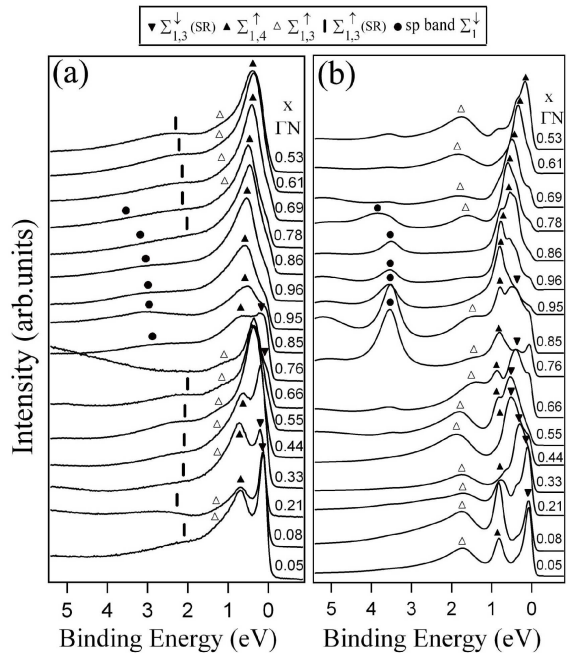 ▼ Σ↓1,3 (SR) ▲ Σ↑1,4 △ Σ↑1,3 ❙ Σ↑1,3 (SR) ● sp band Σ↓1
(a)
x
ΓN
0.53
0.61
0.69
0.78
0.86
0.96
0.95
0.85
0.76
0.66
0.55
0.44
0.33
0.21
0.08
0.05
(b)
x
ΓN
0.53
0.61
0.69
0.78
0.86
0.96
0.95
0.85
0.76
0.66
0.55
0.44
0.33
0.21
0.08
0.05
Intensity (arb.units)
5 4 3 2 1 0
5 4 3 2 1 0
Binding Energy (eV)
Binding Energy (eV)